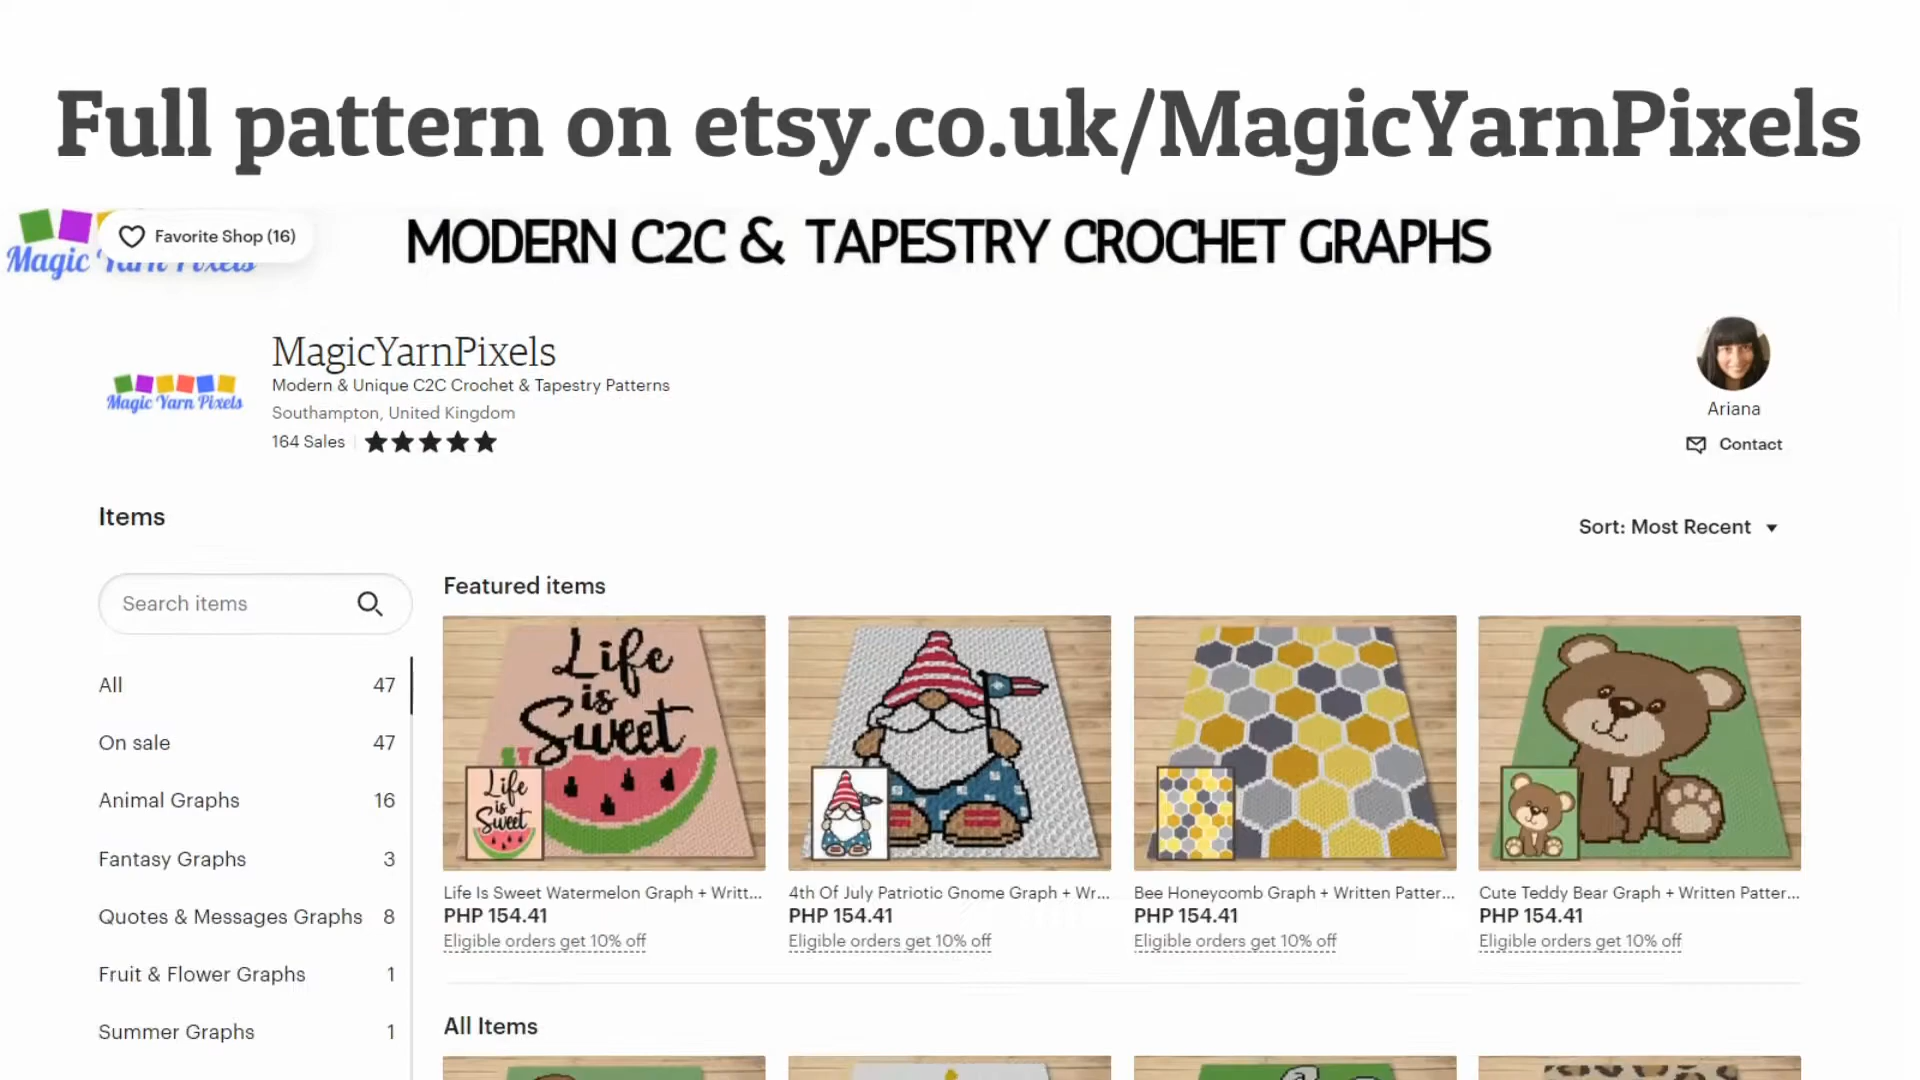 Full pattern on etsy.co.uk/MagicYarnPixels
Favorite Shop (16)
Magic Yarn Pixels
MODERN C2C & TAPESTRY CROCHET GRAPHS
MagicYarnPixels
Modern & Unique C2C Crochet & Tapestry Patterns
Magic Yarn Pixels
Southampton, United Kingdom
164 Sales
Ariana
Contact
Items
Sort: Most Recent
Search items
Featured items
All 47
On sale 47
Animal Graphs 16
Fantasy Graphs 3
Quotes & Messages Graphs 8
Fruit & Flower Graphs 1
Summer Graphs 1
Life
is
Sweet
Life
is
Sweet
Life Is Sweet Watermelon Graph + Writt...
PHP 154.41
Eligible orders get 10% off
4th Of July Patriotic Gnome Graph + Wr...
PHP 154.41
Eligible orders get 10% off
Bee Honeycomb Graph + Written Patter...
PHP 154.41
Eligible orders get 10% off
Cute Teddy Bear Graph + Written Patter...
PHP 154.41
Eligible orders get 10% off
All Items